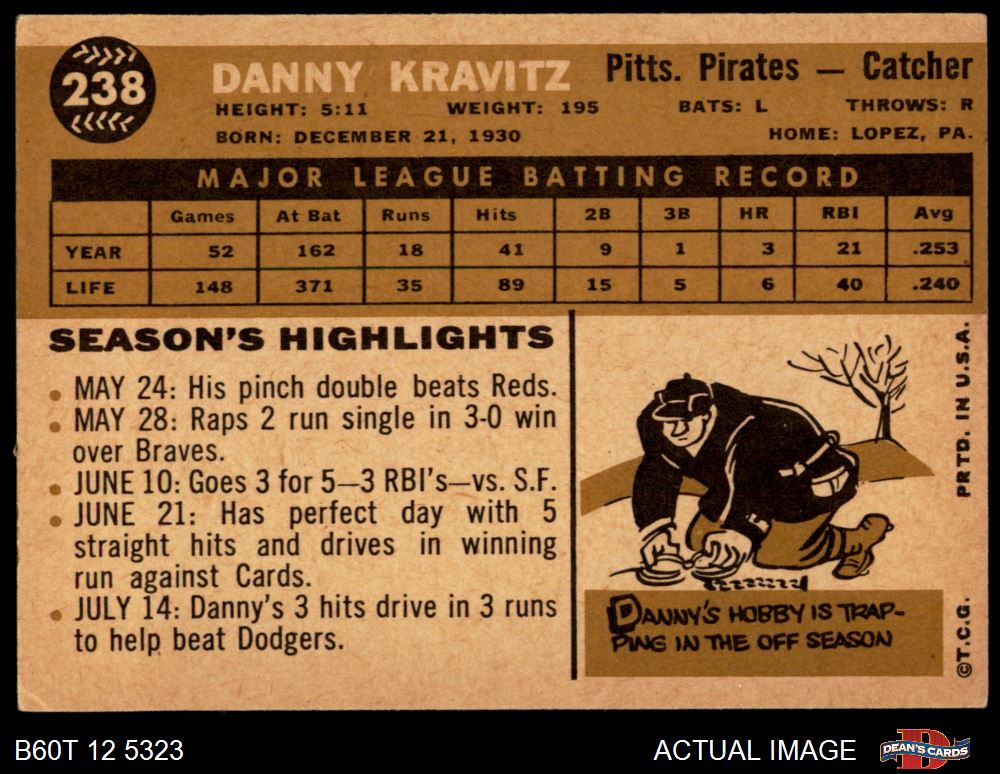 238
DANNY KRAVITZ
Pitts. Pirates — Catcher
HEIGHT: 5:11 WEIGHT: 195 BATS: L THROWS: R
BORN: DECEMBER 21, 1930 HOME: LOPEZ, PA.
MAJOR LEAGUE BATTING RECORD
Games At Bat Runs Hits 2B 3B HR RBI Avg
YEAR 52 162 18 41 9 1 3 21 .253
LIFE 148 371 35 89 15 5 6 40 .240
SEASON'S HIGHLIGHTS
• MAY 24: His pinch double beats Reds.
• MAY 28: Raps 2 run single in 3-0 win
over Braves.
• JUNE 10: Goes 3 for 5—3 RBI's—vs. S.F.
• JUNE 21: Has perfect day with 5
straight hits and drives in winning
run against Cards.
• JULY 14: Danny's 3 hits drive in 3 runs
to help beat Dodgers.
DANNY'S HOBBY IS TRAP-
PING IN THE OFF SEASON
©T.C.G. PRTD. IN U.S.A.
B60T 12 5323
ACTUAL IMAGE
DEAN'S CARDS